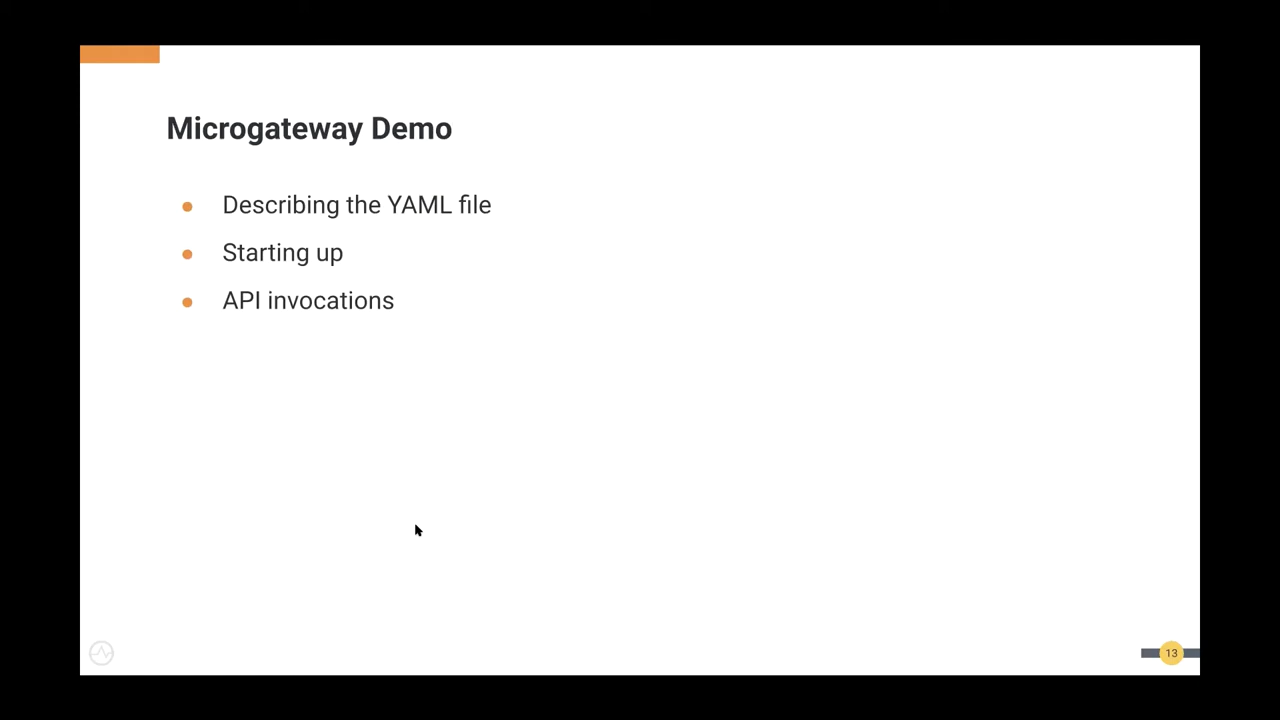 Microgateway Demo
Describing the YAML file
Starting up
API invocations
13